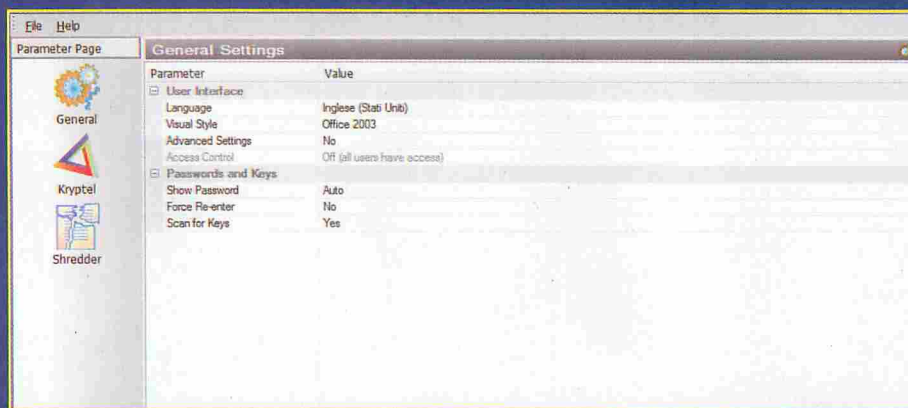 File Help
Parameter Page
General
Kryptel
Shredder
General Settings
Parameter Value
User Interface
Language Inglese (Stati Uniti)
Visual Style Office 2003
Advanced Settings No
Access Control Off (all users have access)
Passwords and Keys
Show Password Auto
Force Re-enter No
Scan for Keys Yes